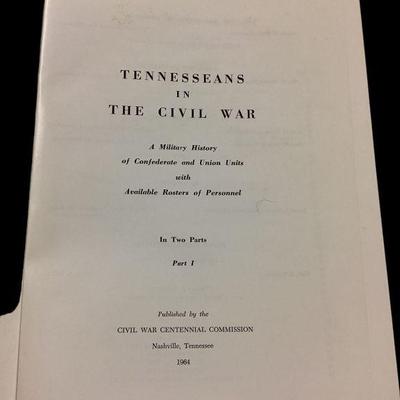 TENNESSEANS
IN
THE CIVIL WAR
A Military History
of Confederate and Union Units
with
Available Rosters of Personnel
In Two Parts
Part I
Published by the
CIVIL WAR CENTENNIAL COMMISSION
Nashville, Tennessee
1964